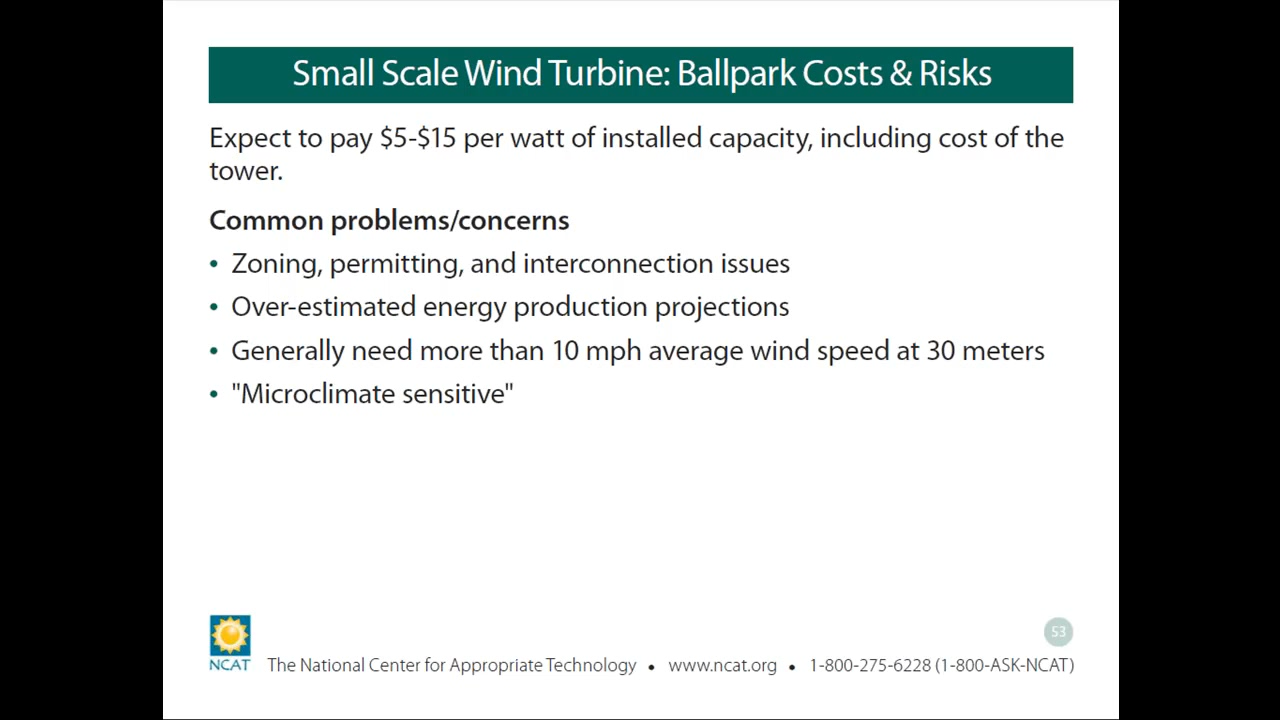 Small Scale Wind Turbine: Ballpark Costs & Risks
Expect to pay $5-$15 per watt of installed capacity, including cost of the
tower.
Common problems/concerns
• Zoning, permitting, and interconnection issues
• Over-estimated energy production projections
• Generally need more than 10 mph average wind speed at 30 meters
• "Microclimate sensitive"
53
NCAT
The National Center for Appropriate Technology • www.ncat.org • 1-800-275-6228 (1-800-ASK-NCAT)